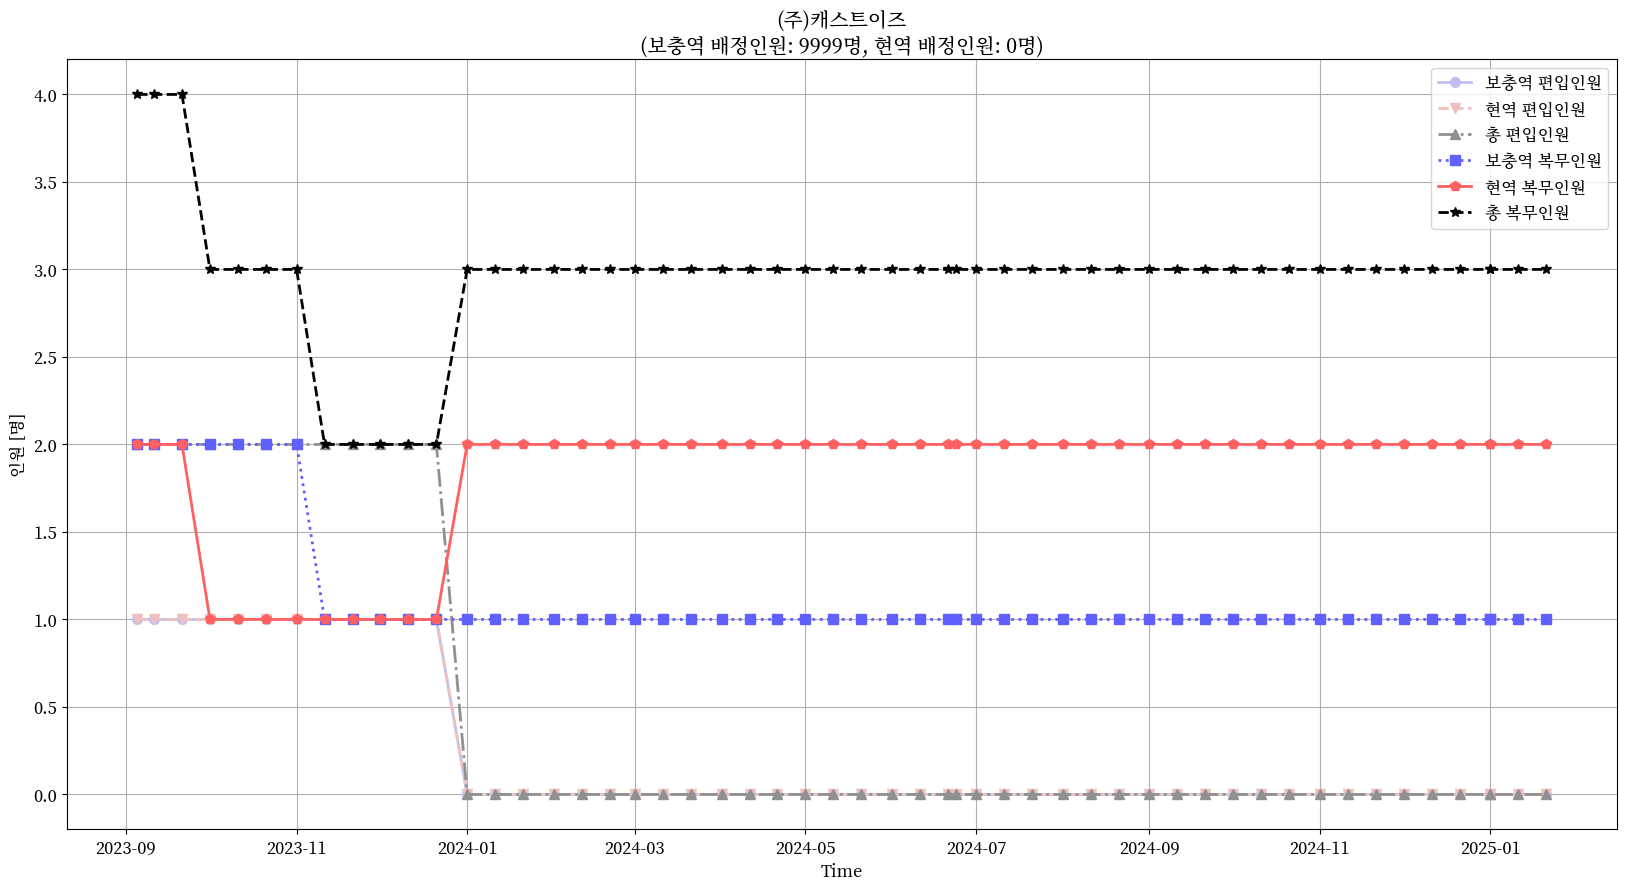 (주)캐스트이즈
(보충역 배정인원: 9999명, 현역 배정인원: 0명)
보충역 편입인원
현역 편입인원
총 편입인원
보충역 복무인원
현역 복무인원
총 복무인원
4.0
3.5
3.0
2.5
2.0
1.5
1.0
0.5
0.0
인원 [명]
2023-09
2023-11
2024-01
2024-03
2024-05
2024-07
2024-09
2024-11
2025-01
Time